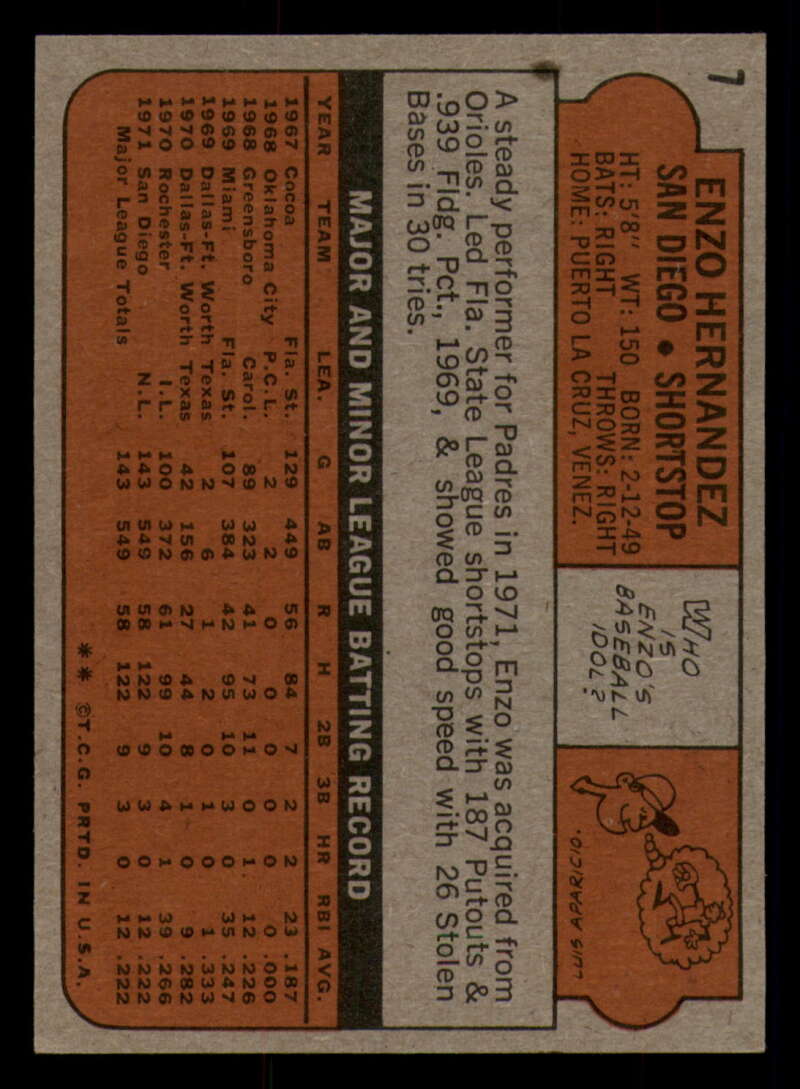 7
ENZO HERNANDEZ
SAN DIEGO • SHORTSTOP
HT: 5'8" WT: 150 BORN: 2-12-49
BATS: RIGHT THROWS: RIGHT
HOME: PUERTO LA CRUZ, VENEZ.
WHO
IS
ENZO'S
BASEBALL
IDOL?
LUIS APARICIO.
A steady performer for Padres in 1971, Enzo was acquired from
Orioles. Led Fla. State League shortstops with 187 Putouts &
.939 Fldg. Pct., 1969, & showed good speed with 26 Stolen
Bases in 30 tries.
MAJOR AND MINOR LEAGUE BATTING RECORD
YEAR TEAM LEA. G AB R H 2B 3B HR RBI AVG.
1967 Cocoa Fla. St. 129 449 56 84 7 2 2 23 .187
1968 Oklahoma City P.C.L. 2 2 0 0 0 0 0 0 .000
1968 Greensboro Carol. 89 323 41 73 11 0 1 12 .226
1969 Miami Fla. St. 107 384 42 95 10 3 0 35 .247
1969 Dallas-Ft. Worth Texas 2 6 1 2 0 1 0 1 .333
1970 Dallas-Ft. Worth Texas 42 156 27 44 8 1 0 9 .282
1970 Rochester I.L. 100 372 61 99 10 4 1 39 .266
1971 San Diego N.L. 143 549 58 122 9 3 0 12 .222
Major League Totals 143 549 58 122 9 3 0 12 .222
** ©T.C.G. PRTD. IN U.S.A.